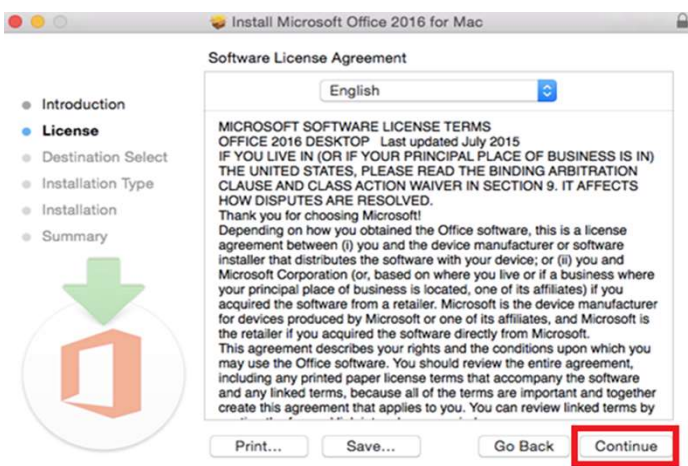 Install Microsoft Office 2016 for Mac
Software License Agreement
English
Introduction
License
Destination Select
Installation Type
Installation
Summary
MICROSOFT SOFTWARE LICENSE TERMS
OFFICE 2016 DESKTOP Last updated July 2015
IF YOU LIVE IN (OR IF YOUR PRINCIPAL PLACE OF BUSINESS IS IN)
THE UNITED STATES, PLEASE READ THE BINDING ARBITRATION
CLAUSE AND CLASS ACTION WAIVER IN SECTION 9. IT AFFECTS
HOW DISPUTES ARE RESOLVED.
Thank you for choosing Microsoft!
Depending on how you obtained the Office software, this is a license
agreement between (i) you and the device manufacturer or software
installer that distributes the software with your device; or (ii) you and
Microsoft Corporation (or, based on where you live or if a business where
your principal place of business is located, one of its affiliates) if you
acquired the software from a retailer. Microsoft is the device manufacturer
for devices produced by Microsoft or one of its affiliates, and Microsoft is
the retailer if you acquired the software directly from Microsoft.
This agreement describes your rights and the conditions upon which you
may use the Office software. You should review the entire agreement,
including any printed paper license terms that accompany the software
and any linked terms, because all of the terms are important and together
create this agreement that applies to you. You can review linked terms by
Print...
Save...
Go Back
Continue